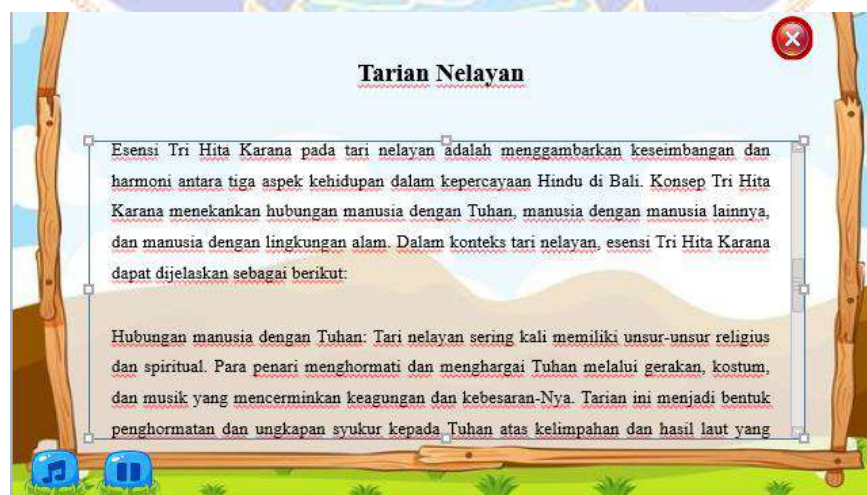 Tarian Nelayan
Esensi Tri Hita Karana pada tari nelayan adalah menggambarkan keseimbangan dan
harmoni antara tiga aspek kehidupan dalam kepercayaan Hindu di Bali. Konsep Tri Hita
Karana menekankan hubungan manusia dengan Tuhan, manusia dengan manusia lainnya,
dan manusia dengan lingkungan alam. Dalam konteks tari nelayan, esensi Tri Hita Karana
dapat dijelaskan sebagai berikut:
Hubungan manusia dengan Tuhan: Tari nelayan sering kali memiliki unsur-unsur religius
dan spiritual. Para penari menghormati dan menghargai Tuhan melalui gerakan, kostum,
dan musik yang mencerminkan keagungan dan kebesaran-Nya. Tarian ini menjadi bentuk
penghormatan dan ungkapan syukur kepada Tuhan atas kelimpahan dan hasil laut yang